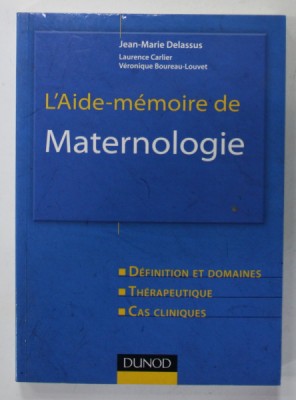 Jean-Marie Delassus
Laurence Carlier
Véronique Boureau-Louvet
L'Aide-mémoire de
Maternologie
■ DÉFINITION ET DOMAINES
■ THÉRAPEUTIQUE
■ CAS CLINIQUES
DUNOD